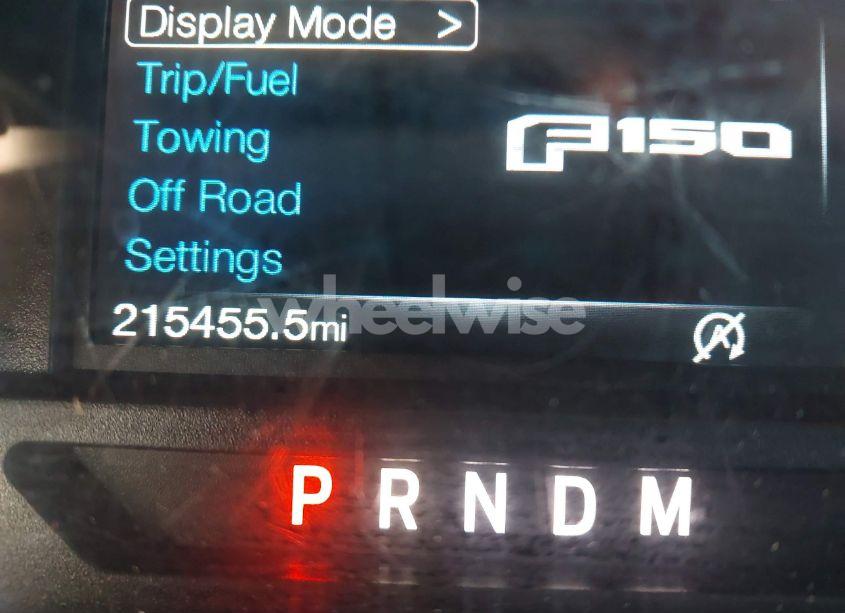 Display Mode >
Trip/Fuel
Towing
F150
Off Road
Settings
wheelwise
215455.5mi
A
P R N D M